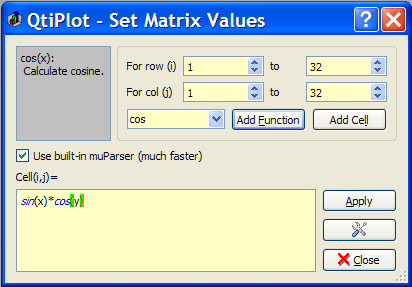 QtiPlot - Set Matrix Values
cos(x):
Calculate cosine.
For row (i) 1 to 32
For col (j) 1 to 32
cos Add Function Add Cell
Use built-in muParser (much faster)
Cell(i,j)=
sin(x)*cos(y)
Apply
Close